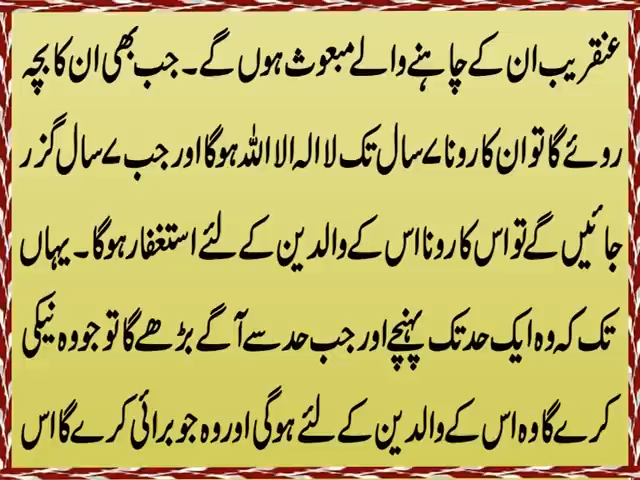 عنقریب ان کے چاہنے والے مبعوث ہوں گے۔ جب بھی ان کا بچہ
روئے گا تو ان کا رونا ۷ سال تک لا الہ الا اللہ ہوگا اور جب ۷ سال گزر
جائیں گے تو اس کا رونا اس کے والدین کے لئے استغفار ہوگا۔ یہاں
تک کہ وہ ایک حد تک پہنچے اور جب حد سے آگے بڑھے گا تو جو وہ نیکی
کرے گا وہ اس کے والدین کے لئے ہوگی اور وہ جو برائی کرے گا اس